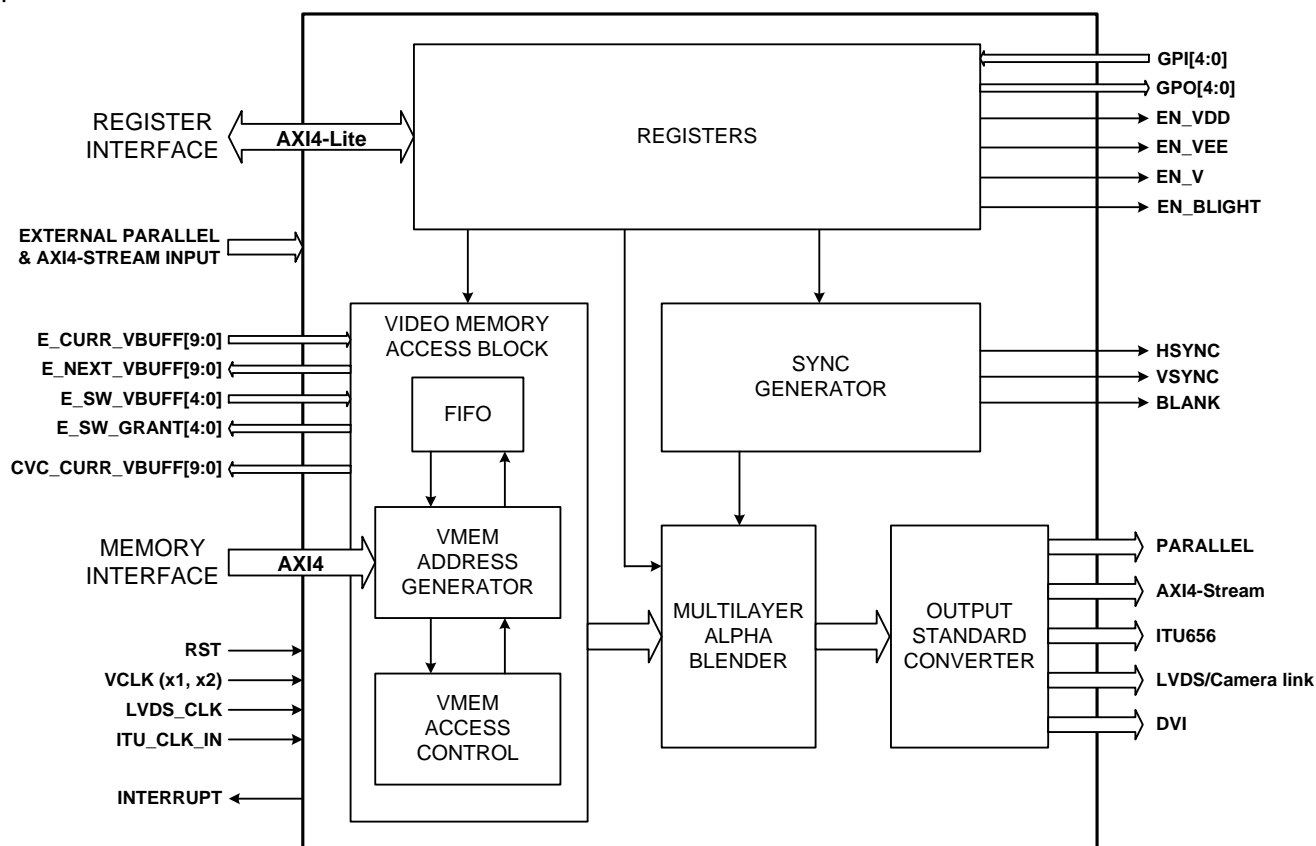 GPI[4:0]
GPO[4:0]
EN_VDD
EN_VEE
EN_V
EN_BLIGHT
REGISTER
INTERFACE
AXI4-Lite
REGISTERS
EXTERNAL PARALLEL
& AXI4-STREAM INPUT
E_CURR_VBUFF[9:0]
E_NEXT_VBUFF[9:0]
E_SW_VBUFF[4:0]
E_SW_GRANT[4:0]
CVC_CURR_VBUFF[9:0]
VIDEO MEMORY
ACCESS BLOCK
FIFO
SYNC
GENERATOR
HSYNC
VSYNC
BLANK
MEMORY
INTERFACE
AXI4
VMEM
ADDRESS
GENERATOR
VMEM
ACCESS
CONTROL
MULTILAYER
ALPHA
BLENDER
OUTPUT
STANDARD
CONVERTER
PARALLEL
AXI4-Stream
ITU656
LVDS/Camera link
DVI
RST
VCLK (x1, x2)
LVDS_CLK
ITU_CLK_IN
INTERRUPT